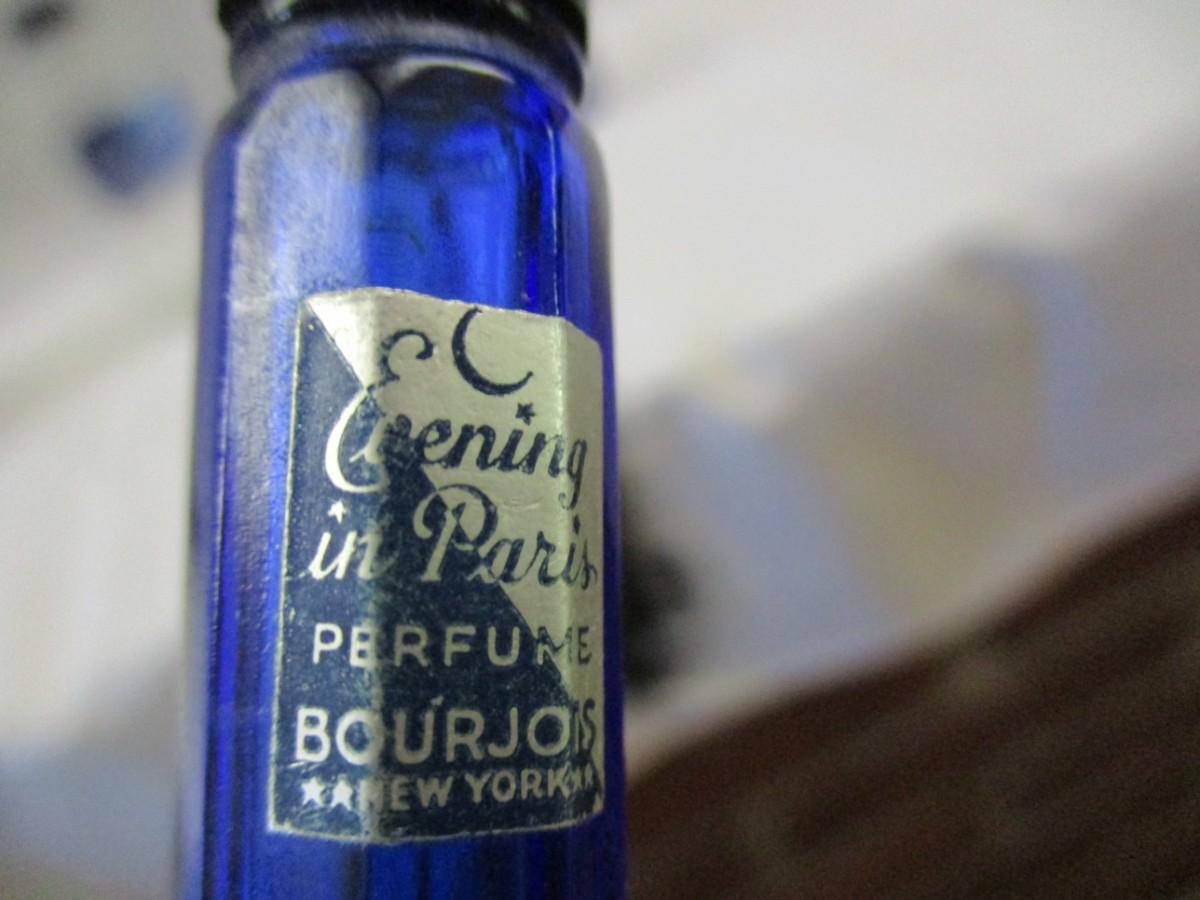 Evening
in Paris
PERFUME
BOURJOIS
★★NEW YORK★★